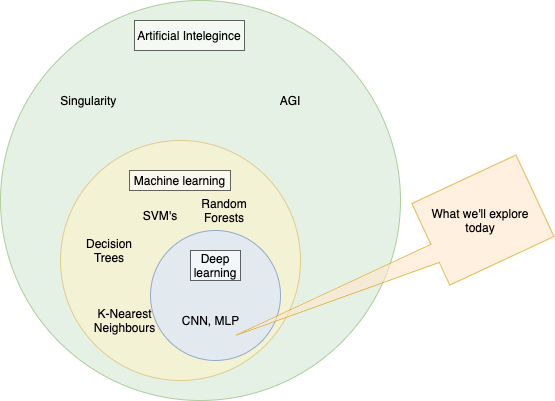 Artificial Intelegince
Singularity
AGI
Machine learning
SVM's
Random
Forests
Decision
Trees
Deep
learning
K-Nearest
Neighbours
CNN, MLP
What we'll explore
today